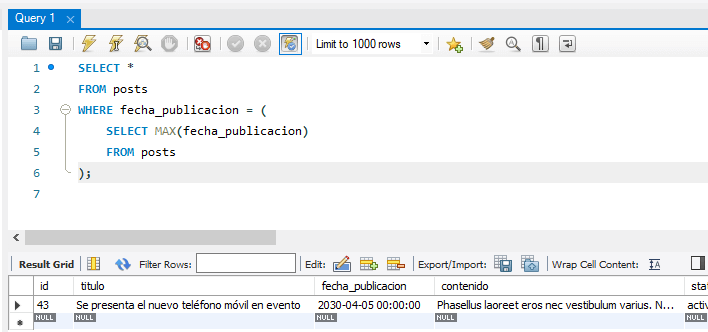 Query 1
Limit to 1000 rows
1 SELECT *
2 FROM posts
3 WHERE fecha_publicacion = (
4 SELECT MAX(fecha_publicacion)
5 FROM posts
6 );
7
Result Grid Filter Rows: Edit: Export/Import: Wrap Cell Content:
id titulo fecha_publicacion contenido stat
43 Se presenta el nuevo teléfono móvil en evento 2030-04-05 00:00:00 Phasellus laoreet eros nec vestibulum varius. N... activ
NULL NULL NULL NULL NULL